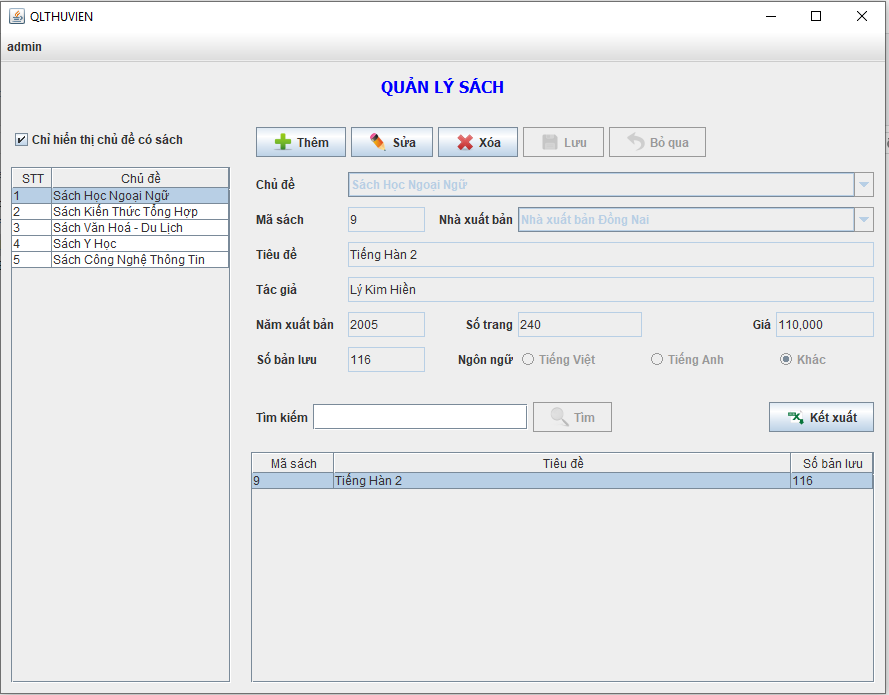 QLTHUVIEN
admin
QUẢN LÝ SÁCH
Chỉ hiển thị chủ đề có sách
Thêm Sửa Xóa Lưu Bỏ qua
STT Chủ đề
1 Sách Học Ngoại Ngữ
2 Sách Kiến Thức Tổng Hợp
3 Sách Văn Hoá - Du Lịch
4 Sách Y Học
5 Sách Công Nghệ Thông Tin
Chủ đề Sách Học Ngoại Ngữ
Mã sách 9 Nhà xuất bản Nhà xuất bản Đồng Nai
Tiêu đề Tiếng Hàn 2
Tác giả Lý Kim Hiền
Năm xuất bản 2005 Số trang 240 Giá 110,000
Số bản lưu 116 Ngôn ngữ Tiếng Việt Tiếng Anh Khác
Tìm kiếm Tìm Kết xuất
Mã sách Tiêu đề Số bản lưu
9 Tiếng Hàn 2 116